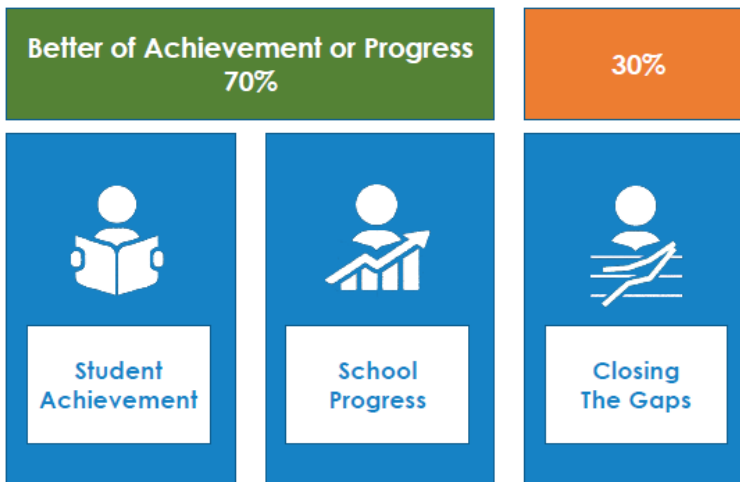 Better of Achievement or Progress
70%
30%
Student
Achievement
School
Progress
Closing
The Gaps